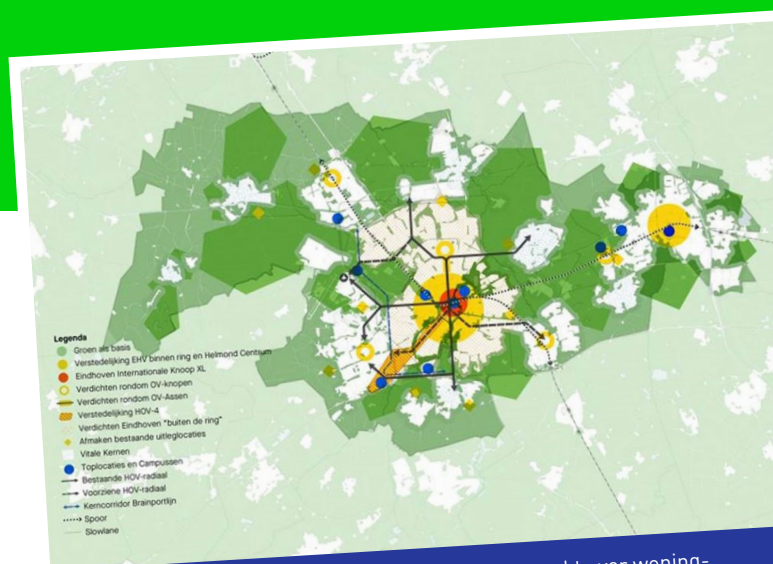 Legenda
Groen als basis
Verstedelijking EHV binnen ring en Helmond Centrum
Eindhoven Internationale Knoop XL
Verdichten rondom OV-knopen
Verdichten rondom OV-Assen
Verstedelijking HOV-4
Verdichten Eindhoven "buiten de ring"
Afmaken bestaande uitleglocaties
Vitale Kernen
Toplocaties en Campussen
Bestaande HOV-radiaal
Voorziene HOV-radiaal
Kerncorridor Brainportlijn
Spoor
Slowlane
over woning-